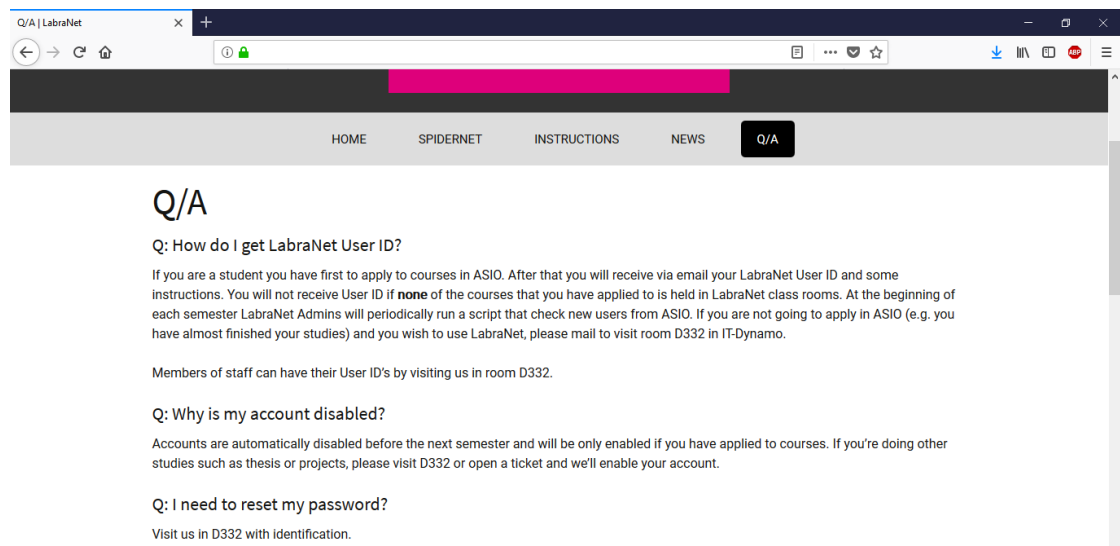 Q/A | LabraNet
HOME SPIDERNET INSTRUCTIONS NEWS Q/A
Q/A
Q: How do I get LabraNet User ID?
If you are a student you have first to apply to courses in ASIO. After that you will receive via email your LabraNet User ID and some
instructions. You will not receive User ID if none of the courses that you have applied to is held in LabraNet class rooms. At the beginning of
each semester LabraNet Admins will periodically run a script that check new users from ASIO. If you are not going to apply in ASIO (e.g. you
have almost finished your studies) and you wish to use LabraNet, please mail to visit room D332 in IT-Dynamo.
Members of staff can have their User ID's by visiting us in room D332.
Q: Why is my account disabled?
Accounts are automatically disabled before the next semester and will be only enabled if you have applied to courses. If you're doing other
studies such as thesis or projects, please visit D332 or open a ticket and we'll enable your account.
Q: I need to reset my password?
Visit us in D332 with identification.
ABP